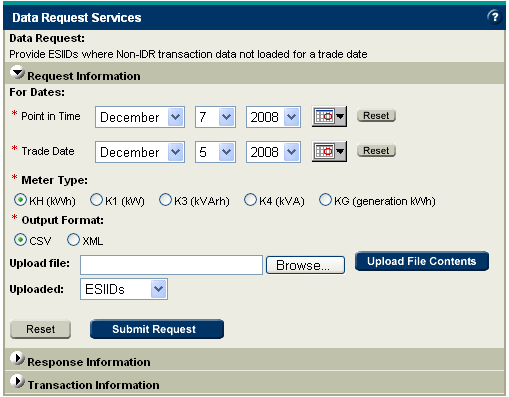 Data Request Services ?
Data Request:
Provide ESIIDs where Non-IDR transaction data not loaded for a trade date
Request Information
For Dates:
* Point in Time December 7 2008 Reset
* Trade Date December 5 2008 Reset
* Meter Type:
KH (kWh) K1 (kW) K3 (kVArh) K4 (kVA) KG (generation kWh)
* Output Format:
CSV XML
Upload file: Browse... Upload File Contents
Uploaded: ESIIDs
Reset Submit Request
Response Information
Transaction Information